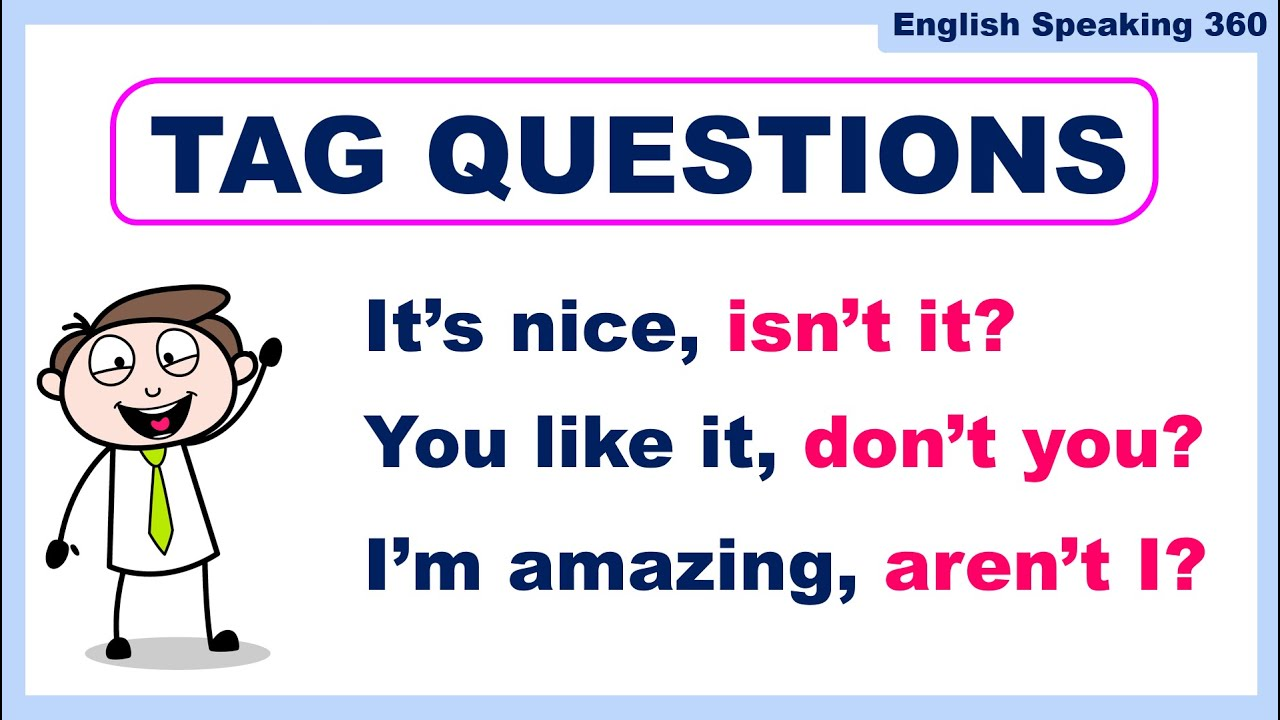 English Speaking 360
TAG QUESTIONS
It’s nice, isn’t it?
You like it, don’t you?
I’m amazing, aren’t I?